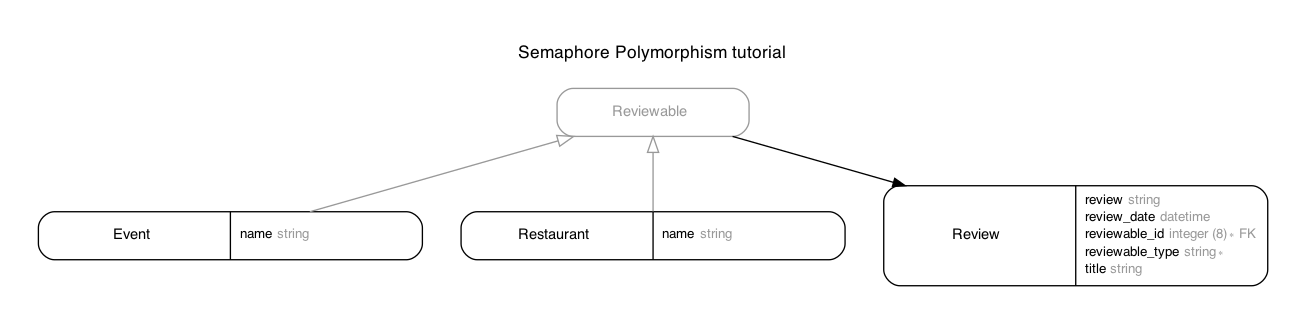 Semaphore Polymorphism tutorial
Reviewable
Event
name string
Restaurant
name string
Review
review string
review_date datetime
reviewable_id integer (8) ∗ FK
reviewable_type string ∗
title string